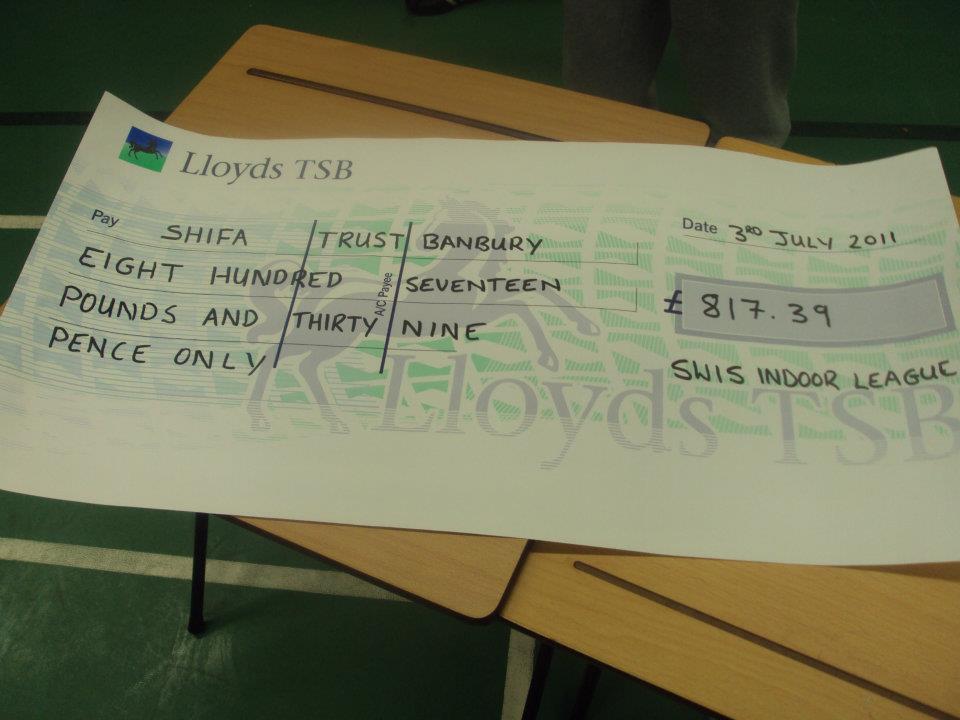 Lloyds TSB
Pay SHIFA TRUST BANBURY
Date 3RD JULY 2011
EIGHT HUNDRED SEVENTEEN
POUNDS AND THIRTY NINE
PENCE ONLY
A/C Payee
£ 817.39
SWIS INDOOR LEAGUE
Lloyds TSB